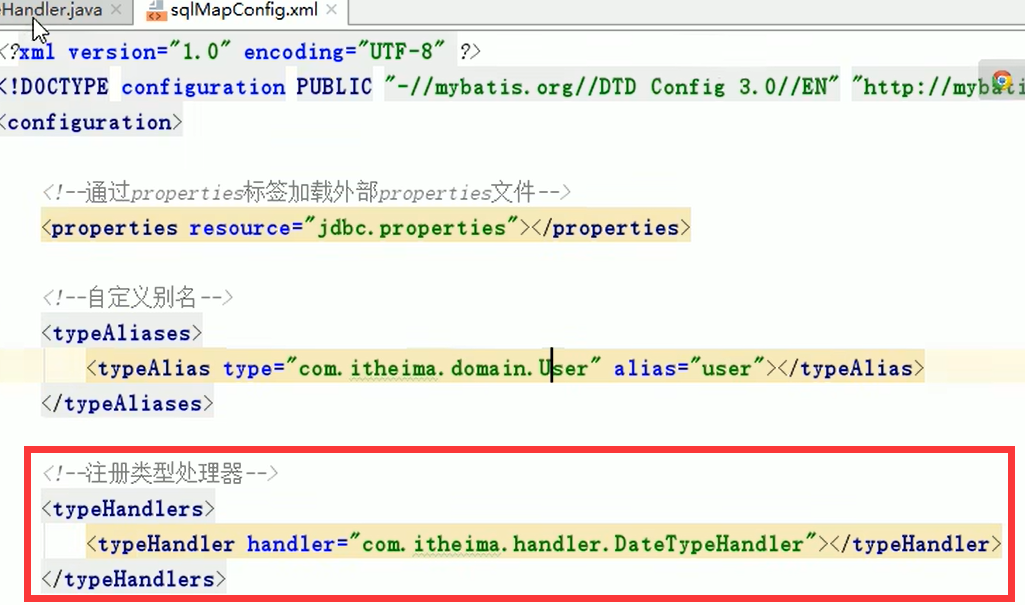 eHandler.java
sqlMapConfig.xml
<?xml version="1.0" encoding="UTF-8" ?>
<!DOCTYPE configuration PUBLIC "-//mybatis.org//DTD Config 3.0//EN" "http://mybati
<configuration>
<!--通过properties标签加载外部properties文件-->
<properties resource="jdbc.properties"></properties>
<!--自定义别名-->
<typeAliases>
<typeAlias type="com.itheima.domain.User" alias="user"></typeAlias>
</typeAliases>
<!--注册类型处理器-->
<typeHandlers>
<typeHandler handler="com.itheima.handler.DateTypeHandler"></typeHandler>
</typeHandlers>